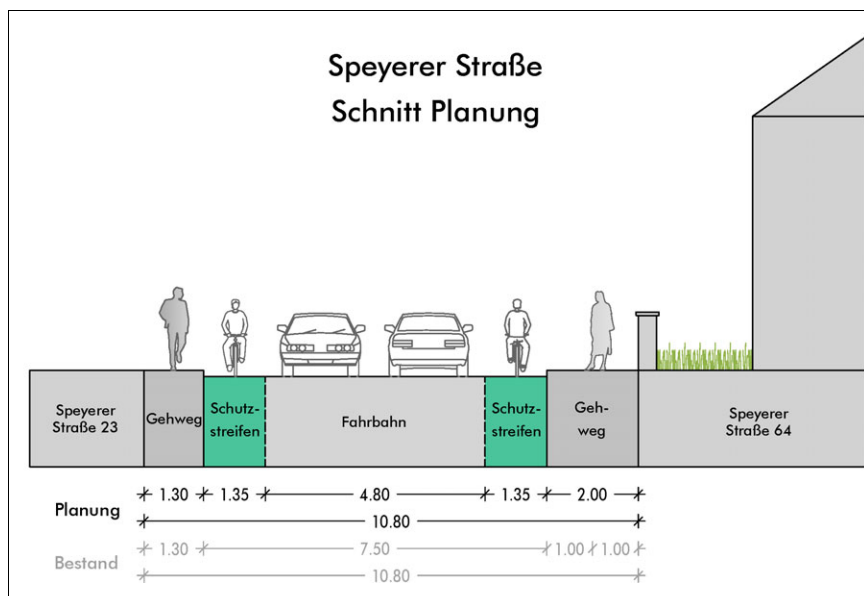 Speyerer Straße
Schnitt Planung
Speyerer
Straße 23
Gehweg
Schutz-
streifen
Fahrbahn
Schutz-
streifen
Geh-
weg
Speyerer
Straße 64
Planung
1.30 1.35 4.80 1.35 2.00
10.80
Bestand
1.30 7.50 1.00 1.00
10.80